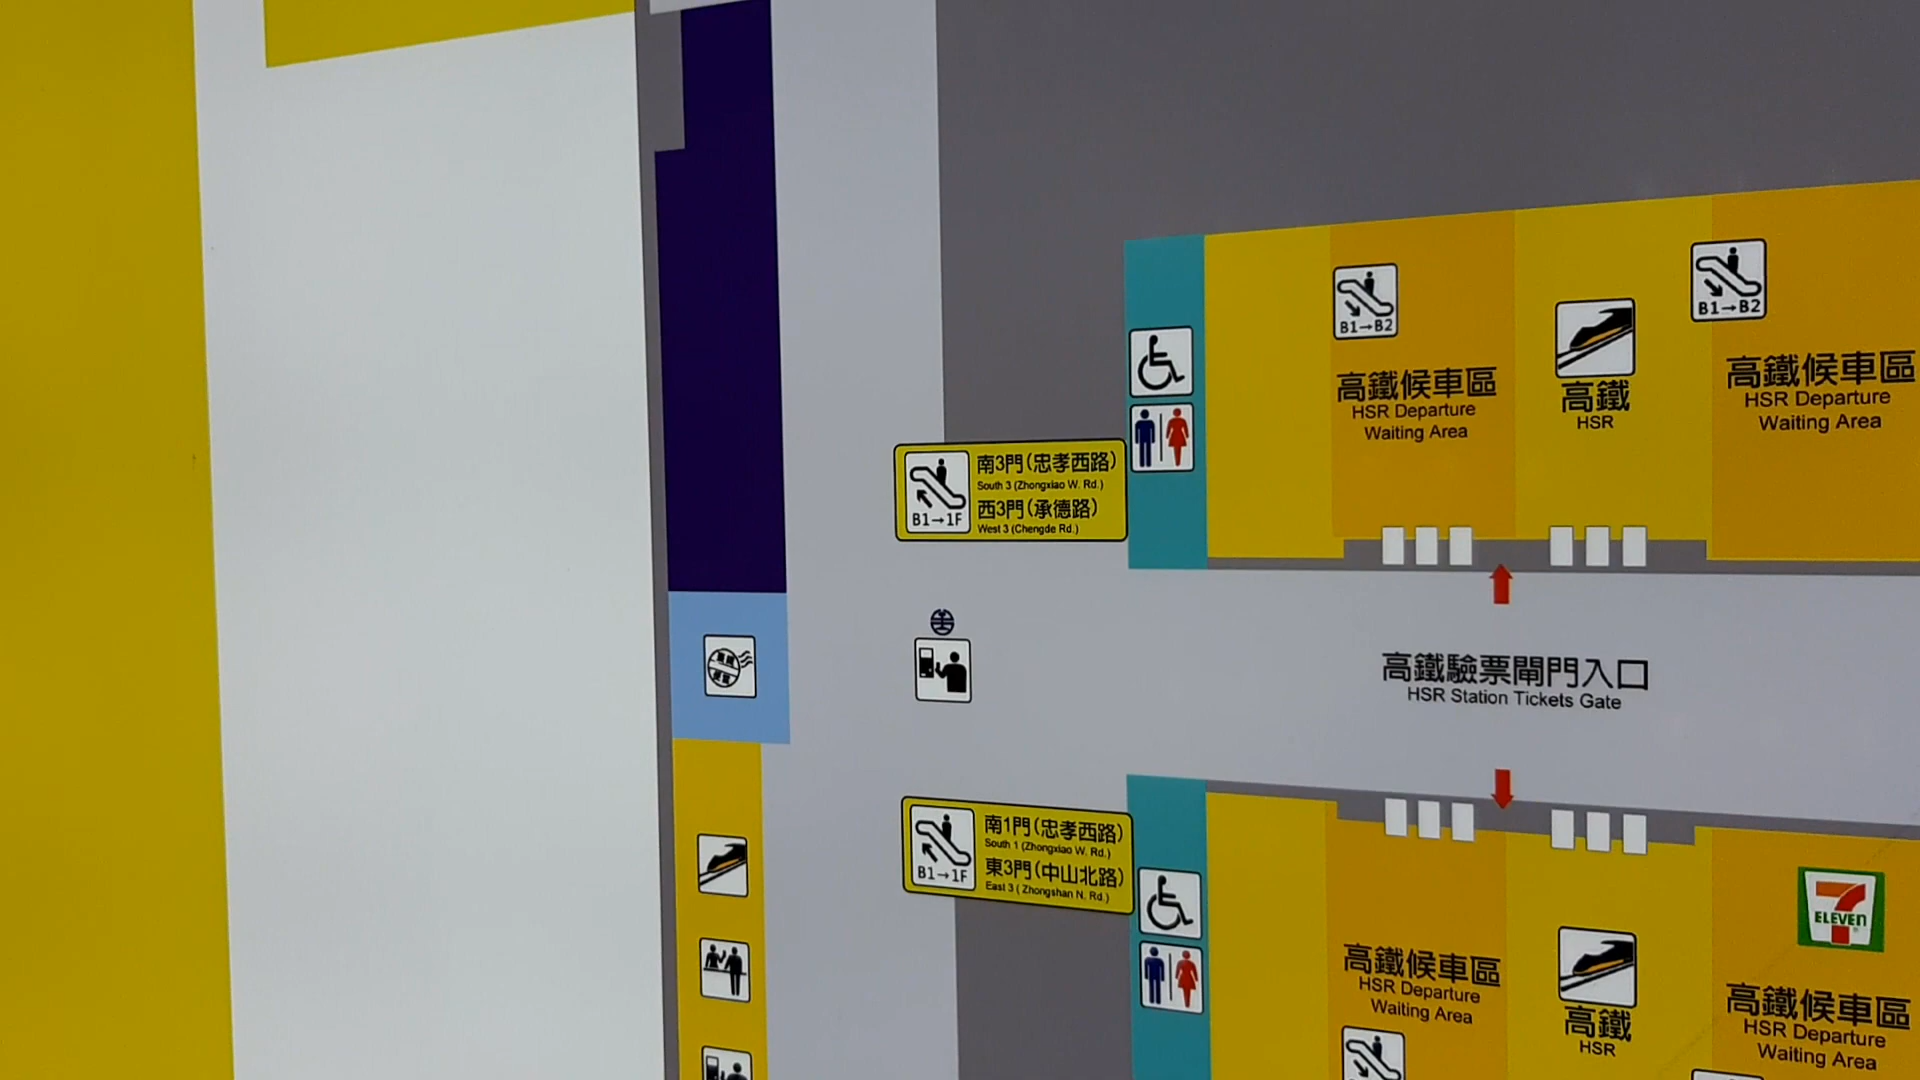 B1→B2
高鐵候車區
HSR Departure
Waiting Area
高鐵
HSR
B1→B2
高鐵候車區
HSR Departure
Waiting Area
B1→1F
南3門(忠孝西路)
South 3 (Zhongxiao W. Rd.)
西3門(承德路)
West 3 (Chengde Rd.)
高鐵驗票閘門入口
HSR Station Tickets Gate
B1→1F
南1門(忠孝西路)
South 1 (Zhongxiao W. Rd.)
東3門(中山北路)
East 3 ( Zhongshan N. Rd.)
高鐵候車區
HSR Departure
Waiting Area
高鐵
HSR
7
ELEVEN
高鐵候車區
HSR Departure
Waiting Area